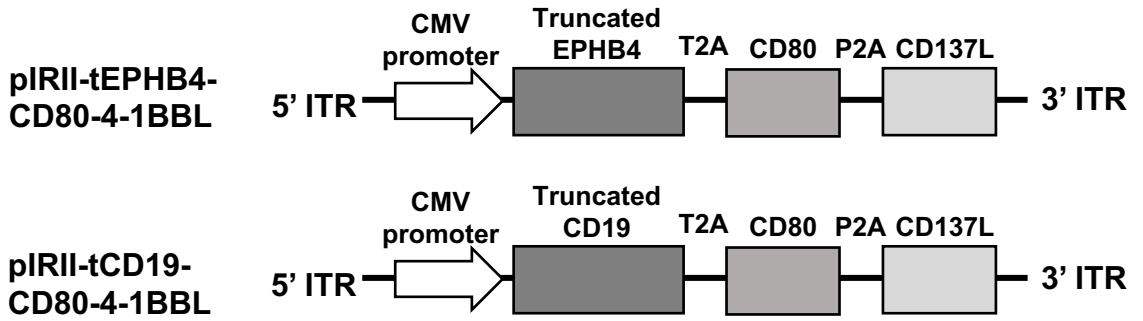 pIRII-tEPHB4-
CD80-4-1BBL
5’ ITR
CMV
promoter
Truncated
EPHB4
T2A
CD80
P2A
CD137L
3’ ITR
pIRII-tCD19-
CD80-4-1BBL
5’ ITR
CMV
promoter
Truncated
CD19
T2A
CD80
P2A
CD137L
3’ ITR